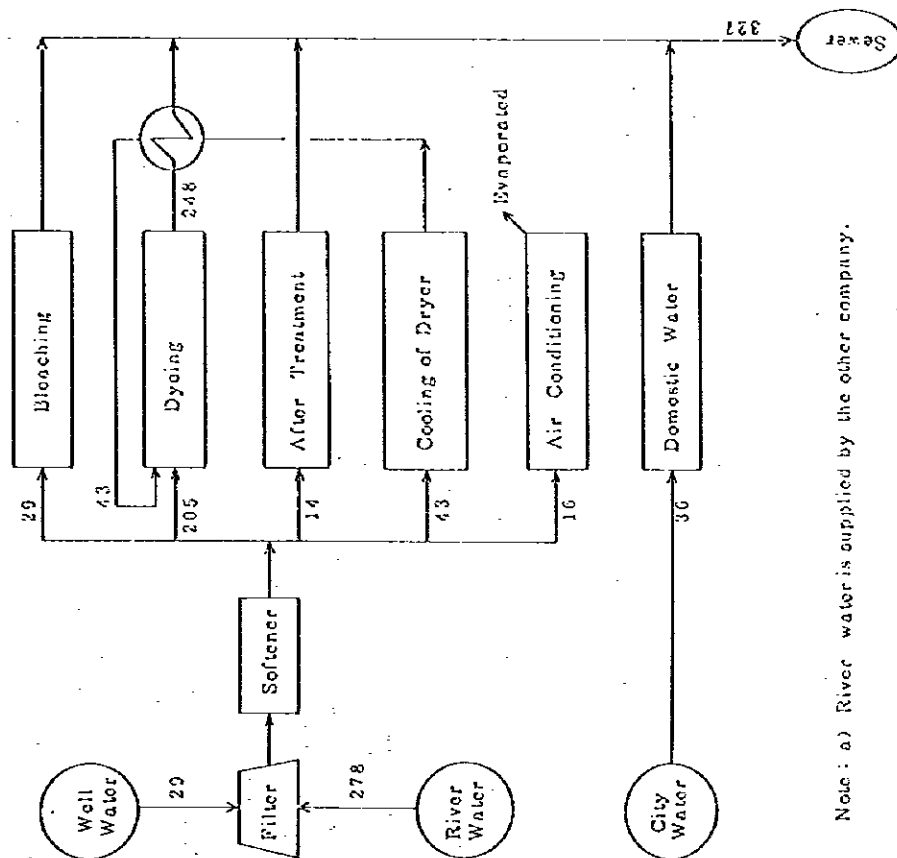 Well
Water
29
Filter
278
River
Water
Softener
29
Bleaching
43
205
Dyeing
248
14
After Treatment
43
Cooling of Dryer
16
Air Conditioning
Evaporated
City
Water
36
Domestic Water
327
Sewer
Note : a) River water is supplied by the other company.